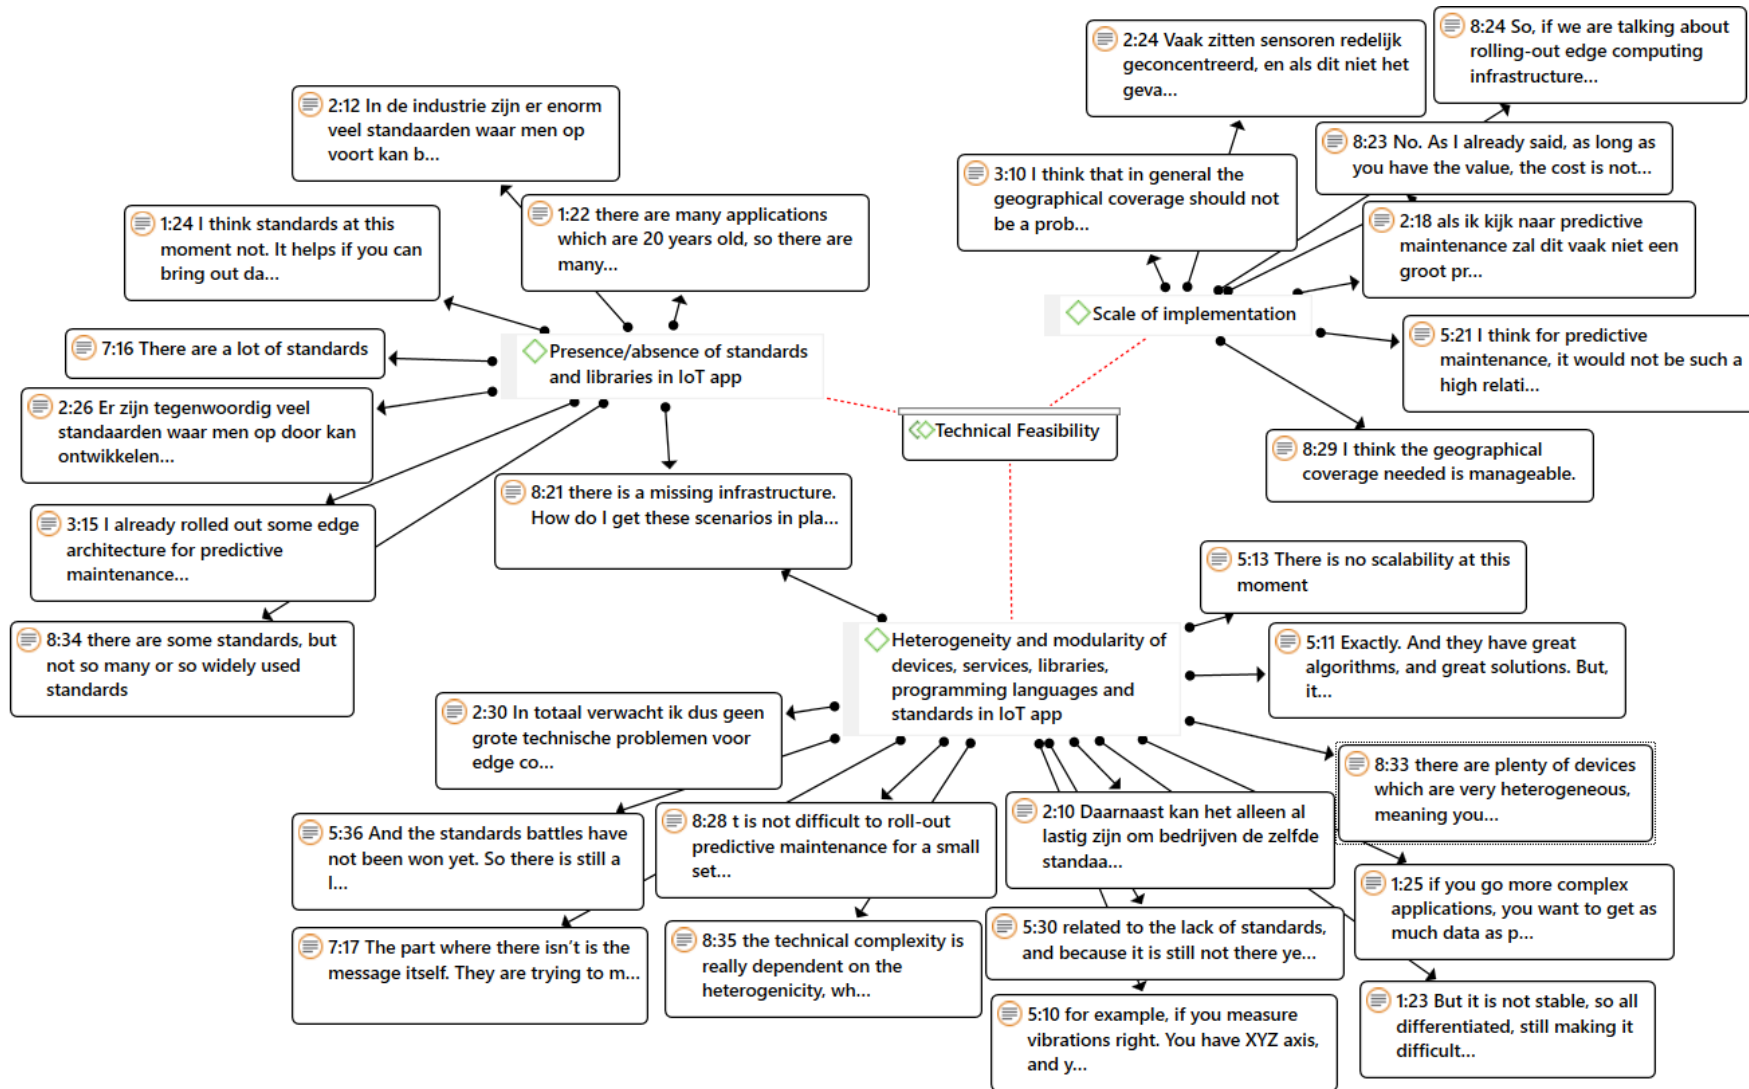 2:24 Vaak zitten sensoren redelijk
geconcentreerd, en als dit niet het
geva...
8:24 So, if we are talking about
rolling-out edge computing
infrastructure...
2:12 In de industrie zijn er enorm
veel standaarden waar men op
voort kan b...
8:23 No. As I already said, as long as
you have the value, the cost is not...
3:10 I think that in general the
geographical coverage should not
be a prob...
1:24 I think standards at this
moment not. It helps if you can
bring out da...
1:22 there are many applications
which are 20 years old, so there are
many...
2:18 als ik kijk naar predictive
maintenance zal dit vaak niet een
groot pr...
Scale of implementation
7:16 There are a lot of standards
Presence/absence of standards
and libraries in IoT app
5:21 I think for predictive
maintenance, it would not be such a
high relati...
2:26 Er zijn tegenwoordig veel
standaarden waar men op door kan
ontwikkelen...
Technical Feasibility
8:29 I think the geographical
coverage needed is manageable.
8:21 there is a missing infrastructure.
How do I get these scenarios in pla...
3:15 I already rolled out some edge
architecture for predictive
maintenance...
5:13 There is no scalability at this
moment
8:34 there are some standards, but
not so many or so widely used
standards
Heterogeneity and modularity of
devices, services, libraries,
programming languages and
standards in IoT app
5:11 Exactly. And they have great
algorithms, and great solutions. But,
it...
2:30 In totaal verwacht ik dus geen
grote technische problemen voor
edge co...
8:33 there are plenty of devices
which are very heterogeneous,
meaning you...
5:36 And the standards battles have
not been won yet. So there is still a
l...
8:28 t is not difficult to roll-out
predictive maintenance for a small
set...
2:10 Daarnaast kan het alleen al
lastig zijn om bedrijven de zelfde
standaa...
1:25 if you go more complex
applications, you want to get as
much data as p...
7:17 The part where there isn't is the
message itself. They are trying to m...
8:35 the technical complexity is
really dependent on the
heterogenicity, wh...
5:30 related to the lack of standards,
and because it is still not there ye...
5:10 for example, if you measure
vibrations right. You have XYZ axis,
and y...
1:23 But it is not stable, so all
differentiated, still making it
difficult...